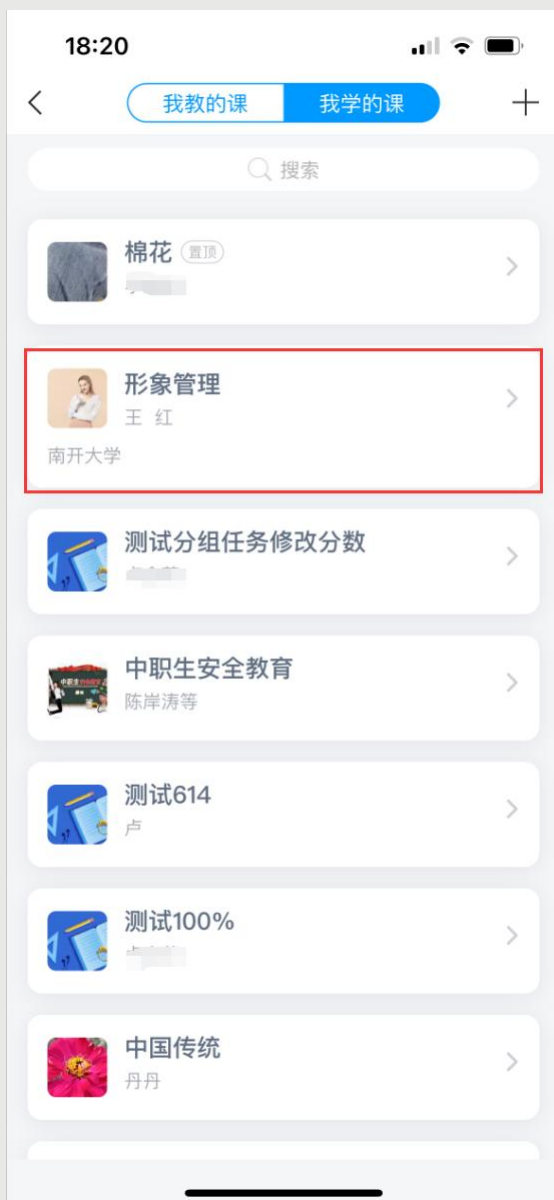 18:20
我教的课
我学的课
搜索
棉花 置顶
形象管理
王 红
南开大学
测试分组任务修改分数
中职生安全教育
陈岸涛等
测试614
卢
测试100%
中国传统
丹丹